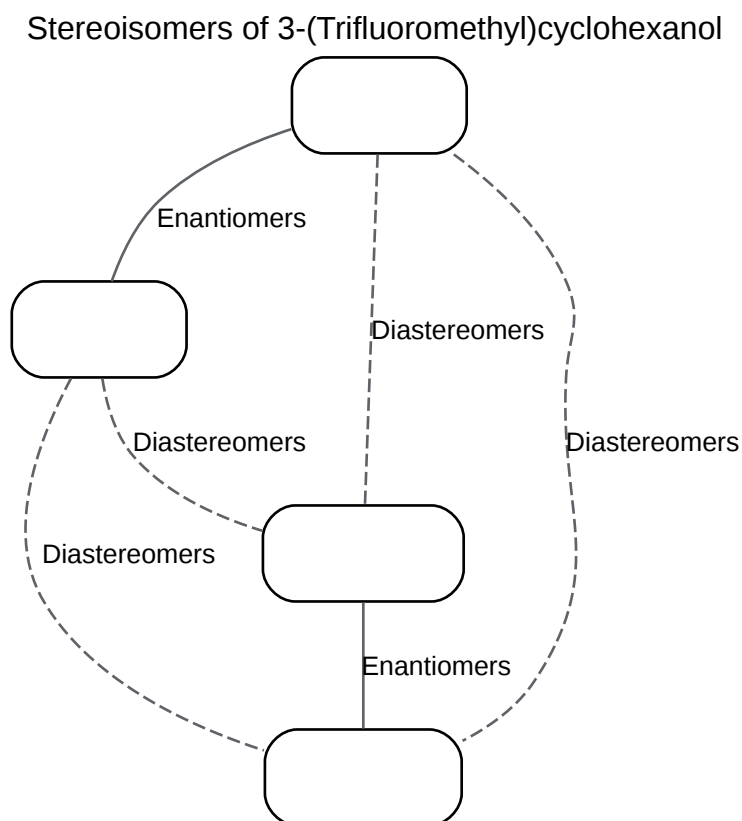 Stereoisomers of 3-(Trifluoromethyl)cyclohexanol
Enantiomers
Diastereomers
Diastereomers
Diastereomers
Diastereomers
Enantiomers